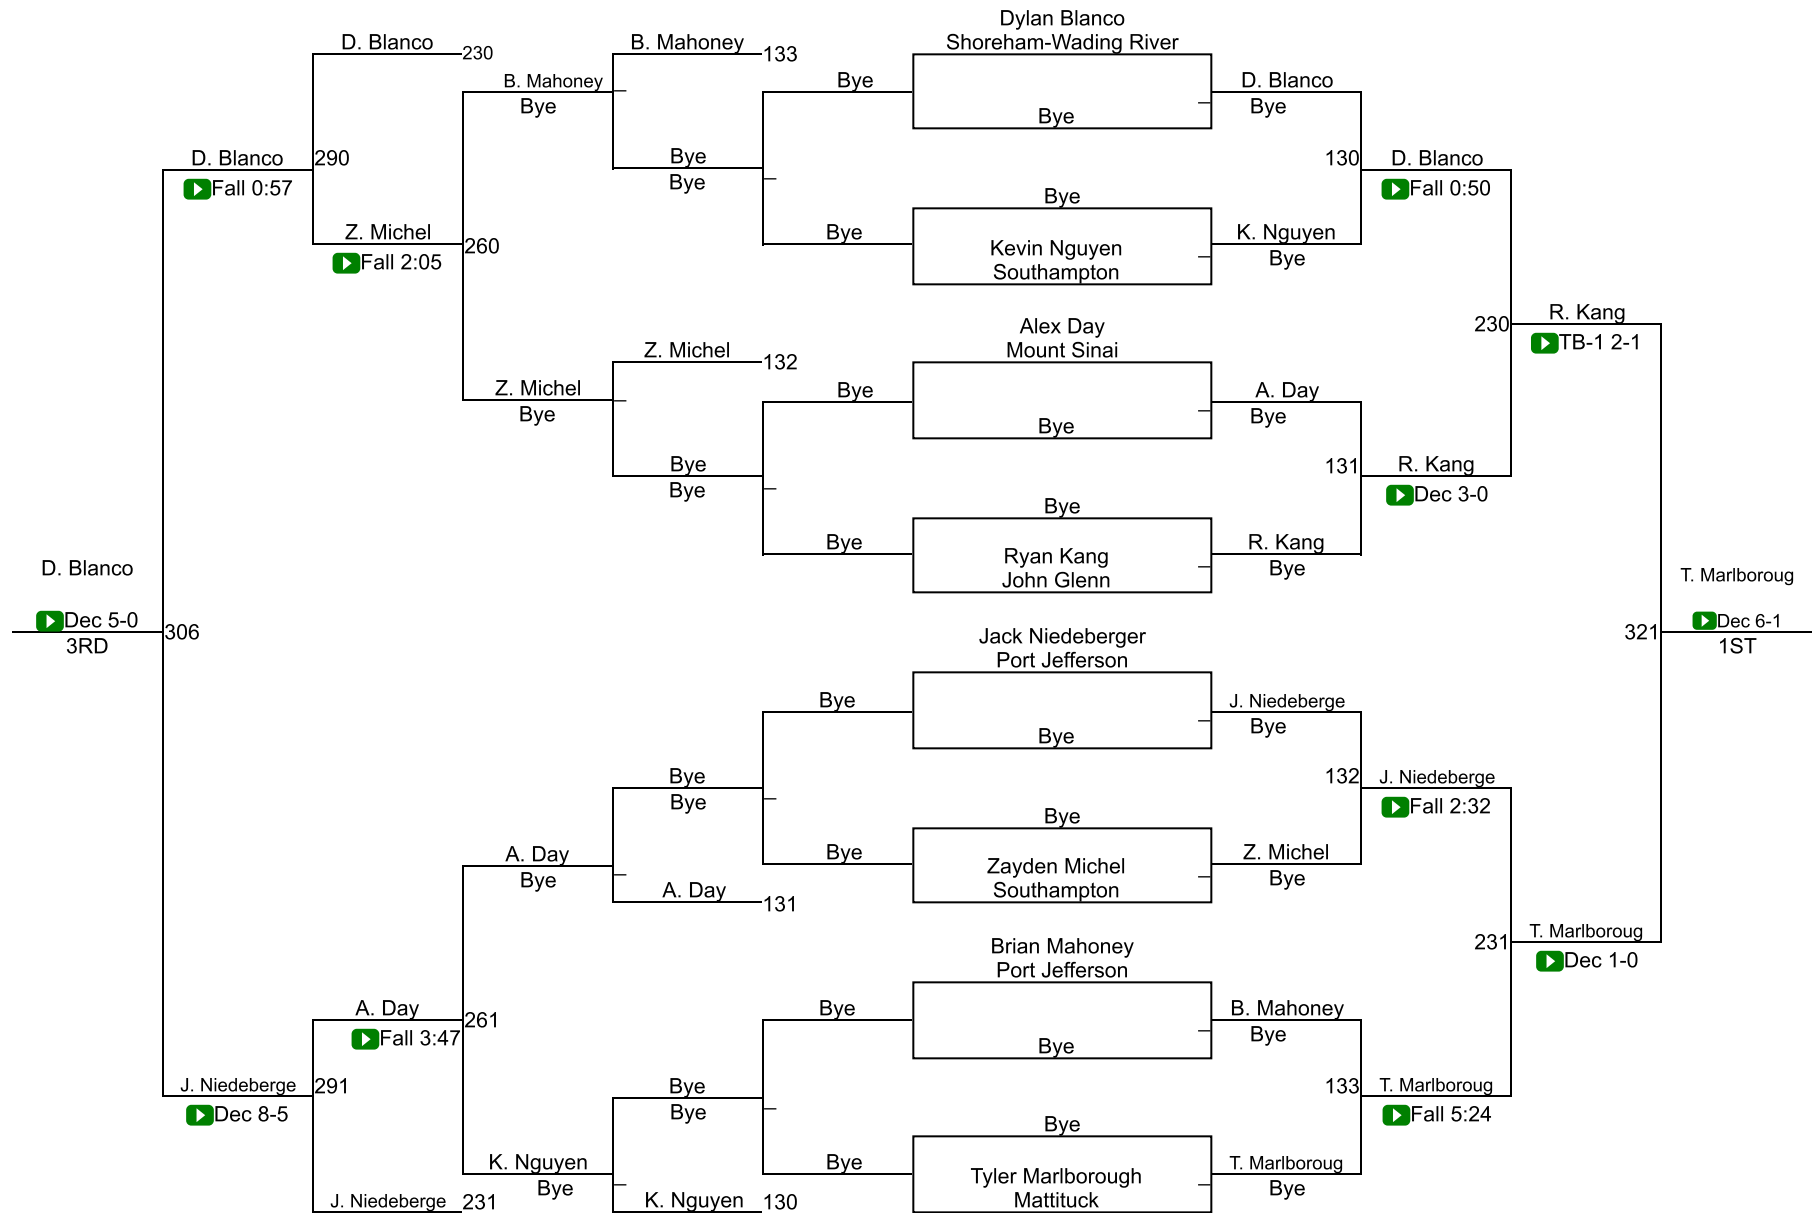 Dylan Blanco
D. Blanco
B. Mahoney
Shoreham-Wading River
230
133
B. Mahoney
Bye
D. Blanco
Bye
Bye
Bye
Bye
D. Blanco
290
Bye
130
D. Blanco
Fall 0:57
Bye
Fall 0:50
Bye
Z. Michel
Bye
K. Nguyen
260
Kevin Nguyen
Fall 2:05
Bye
Southampton
R. Kang
Alex Day
230
Z. Michel
Mount Sinai
TB-1 2-1
132
Z. Michel
Bye
A. Day
Bye
Bye
Bye
Bye
131
R. Kang
Bye
Dec 3-0
Bye
Bye
R. Kang
Ryan Kang
D. Blanco
Bye
T. Marlboroug
John Glenn
Dec 5-0
Dec 6-1
306
Jack Niedeberger
321
3RD
1ST
Port Jefferson
Bye
J. Niedeberge
Bye
Bye
Bye
132
J. Niedeberge
Bye
Fall 2:32
Bye
A. Day
Bye
Z. Michel
Zayden Michel
Bye
Bye
A. Day
Southampton
131
T. Marlboroug
Brian Mahoney
231
Port Jefferson
Dec 1-0
A. Day
Bye
B. Mahoney
261
Fall 3:47
Bye
Bye
J. Niedeberge
291
Bye
133
T. Marlboroug
Dec 8-5
Bye
Fall 5:24
Bye
K. Nguyen
Bye
T. Marlboroug
Tyler Marlborough
Bye
Bye
J. Niedeberge
231
K. Nguyen
130
Mattituck